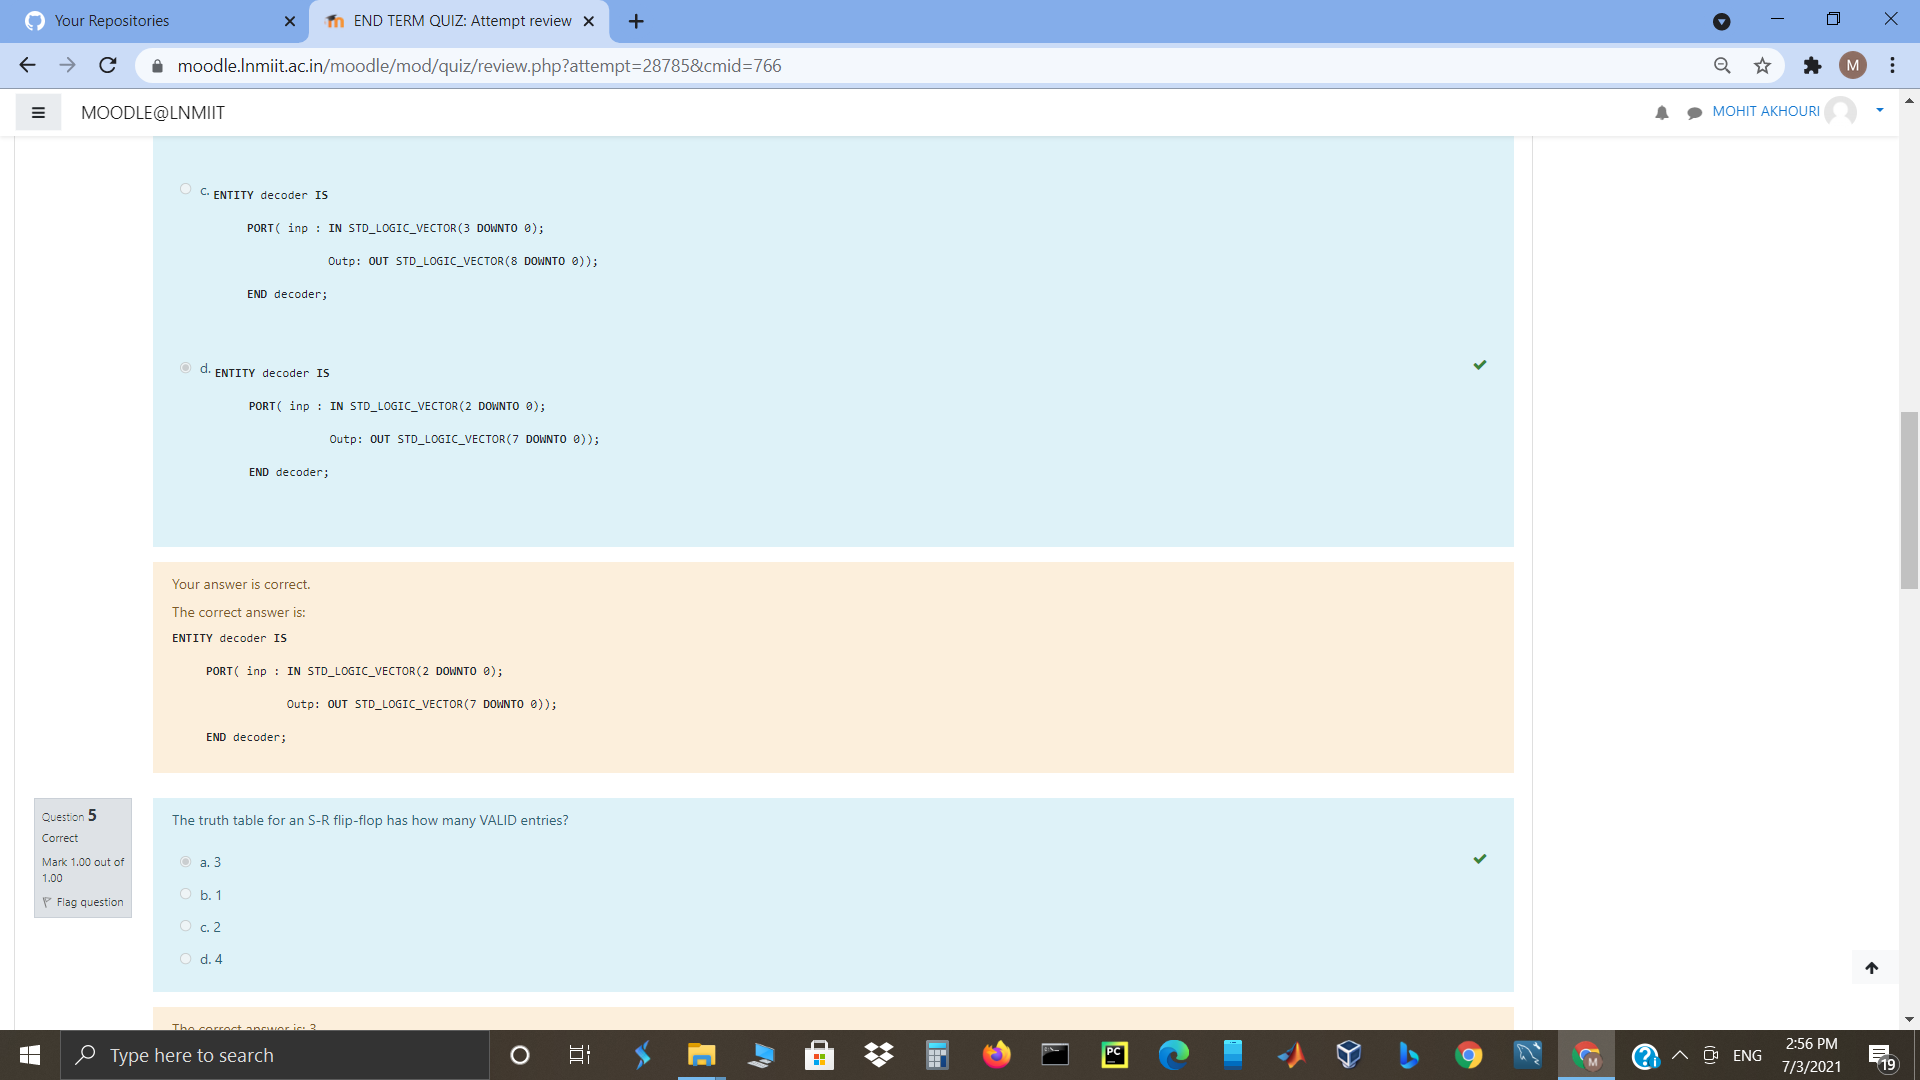 Your Repositories
END TERM QUIZ: Attempt review
moodle.lnmiit.ac.in/moodle/mod/quiz/review.php?attempt=28785&cmid=766
M
MOODLE@LNMIIT
MOHIT AKHOURI
c. ENTITY decoder IS
PORT( inp : IN STD_LOGIC_VECTOR(3 DOWNTO 0);
Outp: OUT STD_LOGIC_VECTOR(8 DOWNTO 0));
END decoder;
d. ENTITY decoder IS
PORT( inp : IN STD_LOGIC_VECTOR(2 DOWNTO 0);
Outp: OUT STD_LOGIC_VECTOR(7 DOWNTO 0));
END decoder;
Your answer is correct.
The correct answer is:
ENTITY decoder IS
PORT( inp : IN STD_LOGIC_VECTOR(2 DOWNTO 0);
Outp: OUT STD_LOGIC_VECTOR(7 DOWNTO 0));
END decoder;
Question 5
Correct
Mark 1.00 out of
1.00
Flag question
The truth table for an S-R flip-flop has how many VALID entries?
a. 3
b. 1
c. 2
d. 4
The correct answer is: 3
Type here to search
PC
M
ENG
2:56 PM
7/3/2021
19